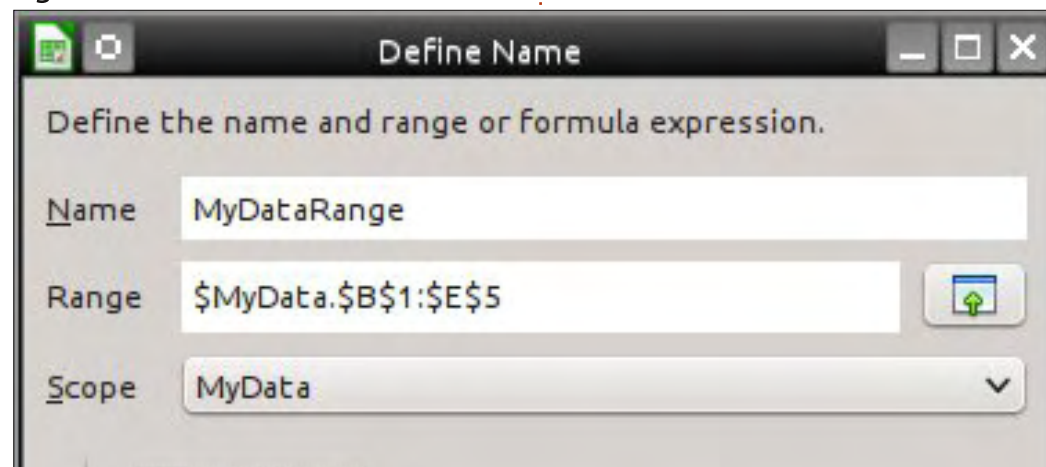 Define Name
Define the name and range or formula expression.
Name MyDataRange
Range $MyData.$B$1:$E$5
Scope MyData